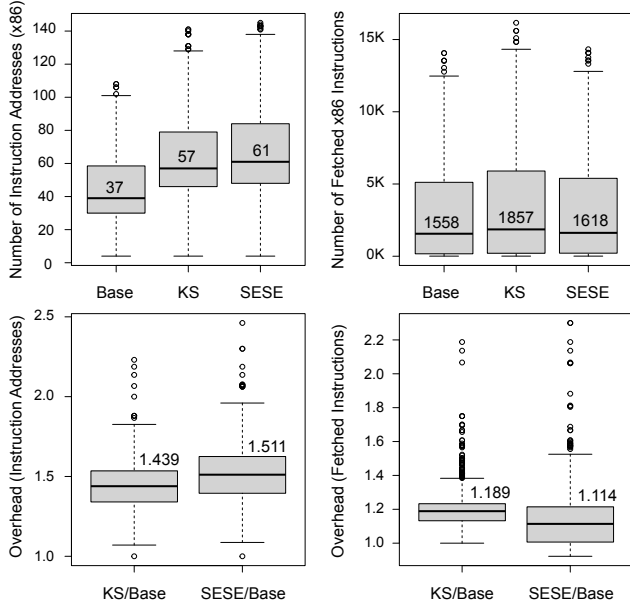 Number of Instruction Addresses (x86)
140
120
100
80
60
40
20
0
37
57
61
Base
KS
SESE
Number of Fetched x86 Instructions
15K
10K
5K
0K
1558
1857
1618
Base
KS
SESE
Overhead (Instruction Addresses)
2.5
2.0
1.5
1.0
1.439
1.511
KS/Base
SESE/Base
Overhead (Fetched Instructions)
2.2
2.0
1.8
1.6
1.4
1.2
1.0
1.189
1.114
KS/Base
SESE/Base